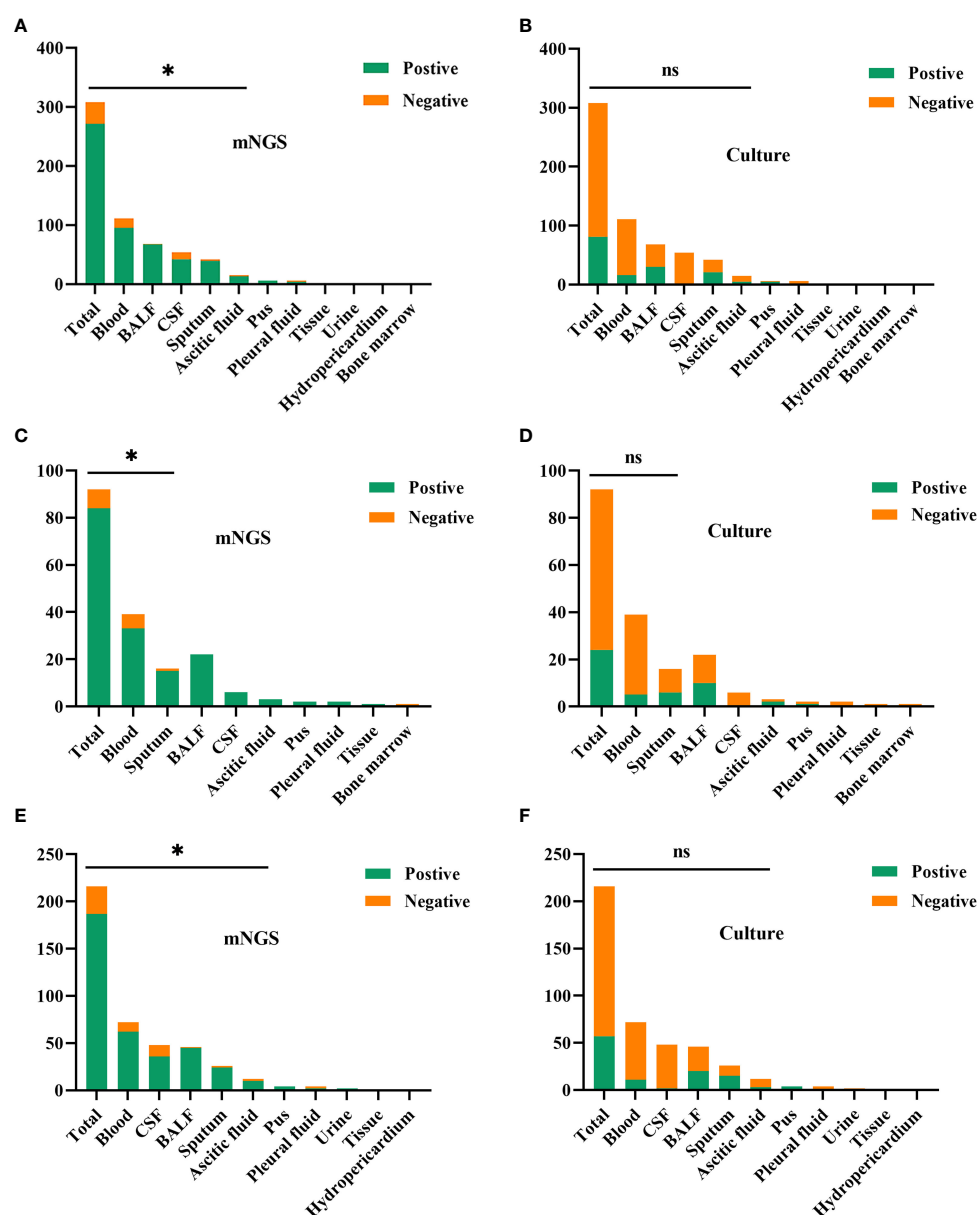 A
400
300
200
100
0
*
mNGS
Postive
Negative
Total
Blood
BALF
CSF
Sputum
Ascitic fluid
Pus
Pleural fluid
Tissue
Urine
Hydropericardium
Bone marrow
B
400
300
200
100
0
ns
Culture
Postive
Negative
Total
Blood
BALF
CSF
Sputum
Ascitic fluid
Pus
Pleural fluid
Tissue
Urine
Hydropericardium
Bone marrow
C
100
80
60
40
20
0
*
mNGS
Postive
Negative
Total
Blood
Sputum
BALF
CSF
Ascitic fluid
Pus
Pleural fluid
Tissue
Bone marrow
D
100
80
60
40
20
0
ns
Culture
Postive
Negative
Total
Blood
Sputum
BALF
CSF
Ascitic fluid
Pus
Pleural fluid
Tissue
Bone marrow
E
250
200
150
100
50
0
*
mNGS
Postive
Negative
Total
Blood
CSF
BALF
Sputum
Ascitic fluid
Pus
Pleural fluid
Urine
Tissue
Hydropericardium
F
250
200
150
100
50
0
ns
Culture
Postive
Negative
Total
Blood
CSF
BALF
Sputum
Ascitic fluid
Pus
Pleural fluid
Urine
Tissue
Hydropericardium